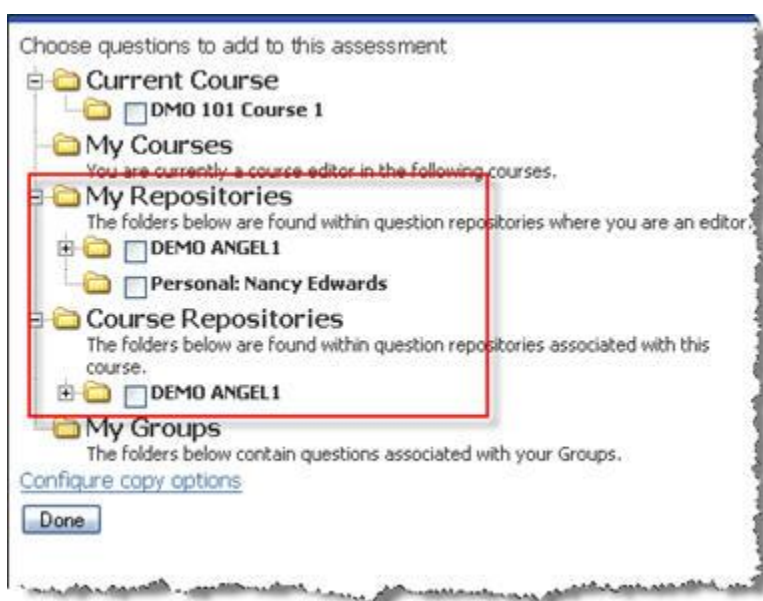 Choose questions to add to this assessment
Current Course
DMO 101 Course 1
My Courses
You are currently a course editor in the following courses.
My Repositories
The folders below are found within question repositories where you are an editor.
DEMO ANGEL1
Personal: Nancy Edwards
Course Repositories
The folders below are found within question repositories associated with this
course.
DEMO ANGEL1
My Groups
The folders below contain questions associated with your Groups.
Configure copy options
Done